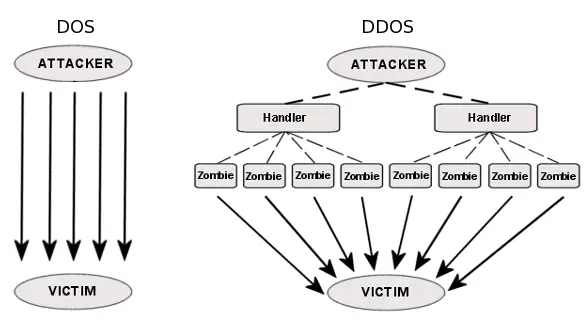 DOS
ATTACKER
VICTIM
DDOS
ATTACKER
Handler
Handler
Zombie
Zombie
Zombie
Zombie
Zombie
Zombie
Zombie
Zombie
VICTIM